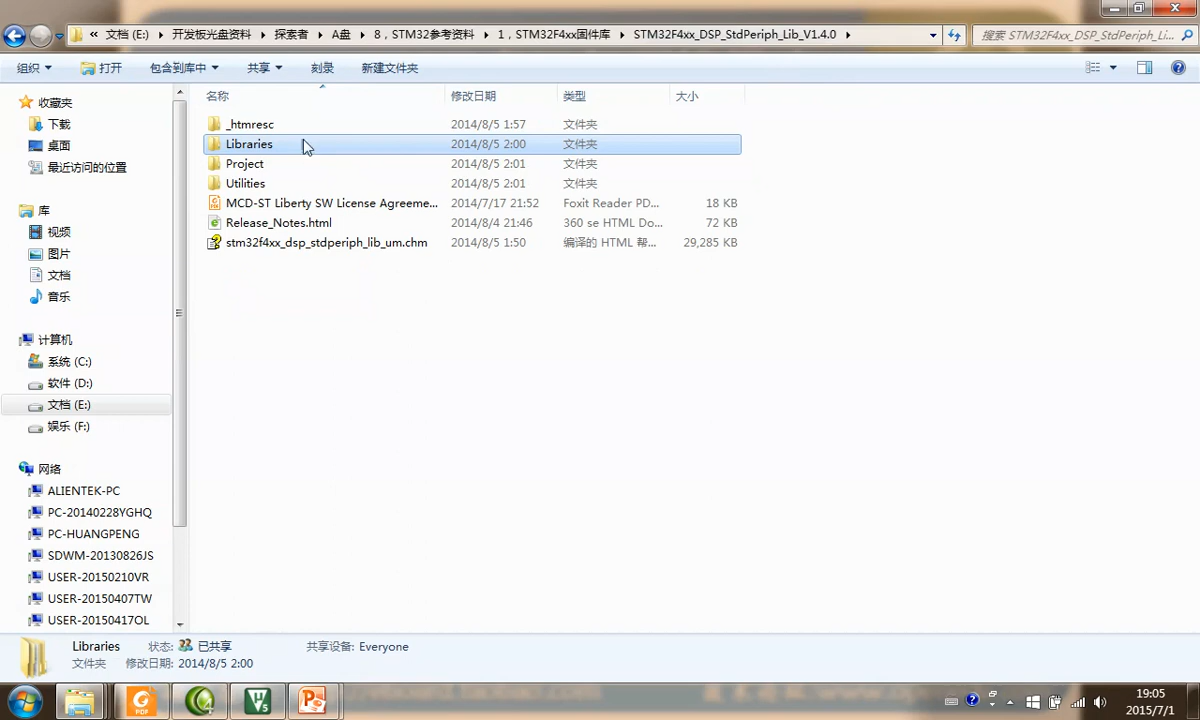 « 文档 (E:) ▸ 开发板光盘资料 ▸ 探索者 ▸ A盘 ▸ 8，STM32参考资料 ▸ 1，STM32F4xx固件库 ▸ STM32F4xx_DSP_StdPeriph_Lib_V1.4.0 ▸
搜索 STM32F4xx_DSP_StdPeriph_Li...
组织 打开 包含到库中 共享 刻录 新建文件夹
名称 修改日期 类型 大小
_htmresc 2014/8/5 1:57 文件夹
Libraries 2014/8/5 2:00 文件夹
Project 2014/8/5 2:01 文件夹
Utilities 2014/8/5 2:01 文件夹
MCD-ST Liberty SW License Agreeme... 2014/7/17 21:52 Foxit Reader PD... 18 KB
Release_Notes.html 2014/8/4 21:46 360 se HTML Do... 72 KB
stm32f4xx_dsp_stdperiph_lib_um.chm 2014/8/5 1:50 编译的 HTML 帮... 29,285 KB
收藏夹
下载
桌面
最近访问的位置
库
视频
图片
文档
音乐
计算机
系统 (C:)
软件 (D:)
文档 (E:)
娱乐 (F:)
网络
ALIENTEK-PC
PC-20140228YGHQ
PC-HUANGPENG
SDWM-20130826JS
USER-20150210VR
USER-20150407TW
USER-20150417OL
Libraries 状态: 已共享 共享设备: Everyone
文件夹 修改日期: 2014/8/5 2:00
19:05
2015/7/1